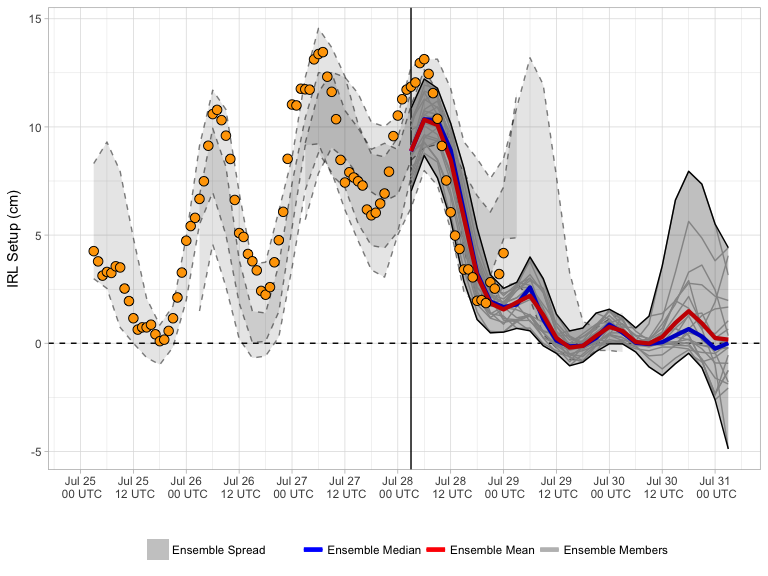 15
10
5
0
-5
IRL Setup (cm)
Jul 25 Jul 25 Jul 26 Jul 26 Jul 27 Jul 27 Jul 28 Jul 28 Jul 29 Jul 29 Jul 30 Jul 30 Jul 31
00 UTC 12 UTC 00 UTC 12 UTC 00 UTC 12 UTC 00 UTC 12 UTC 00 UTC 12 UTC 00 UTC 12 UTC 00 UTC
Ensemble Spread Ensemble Median Ensemble Mean Ensemble Members